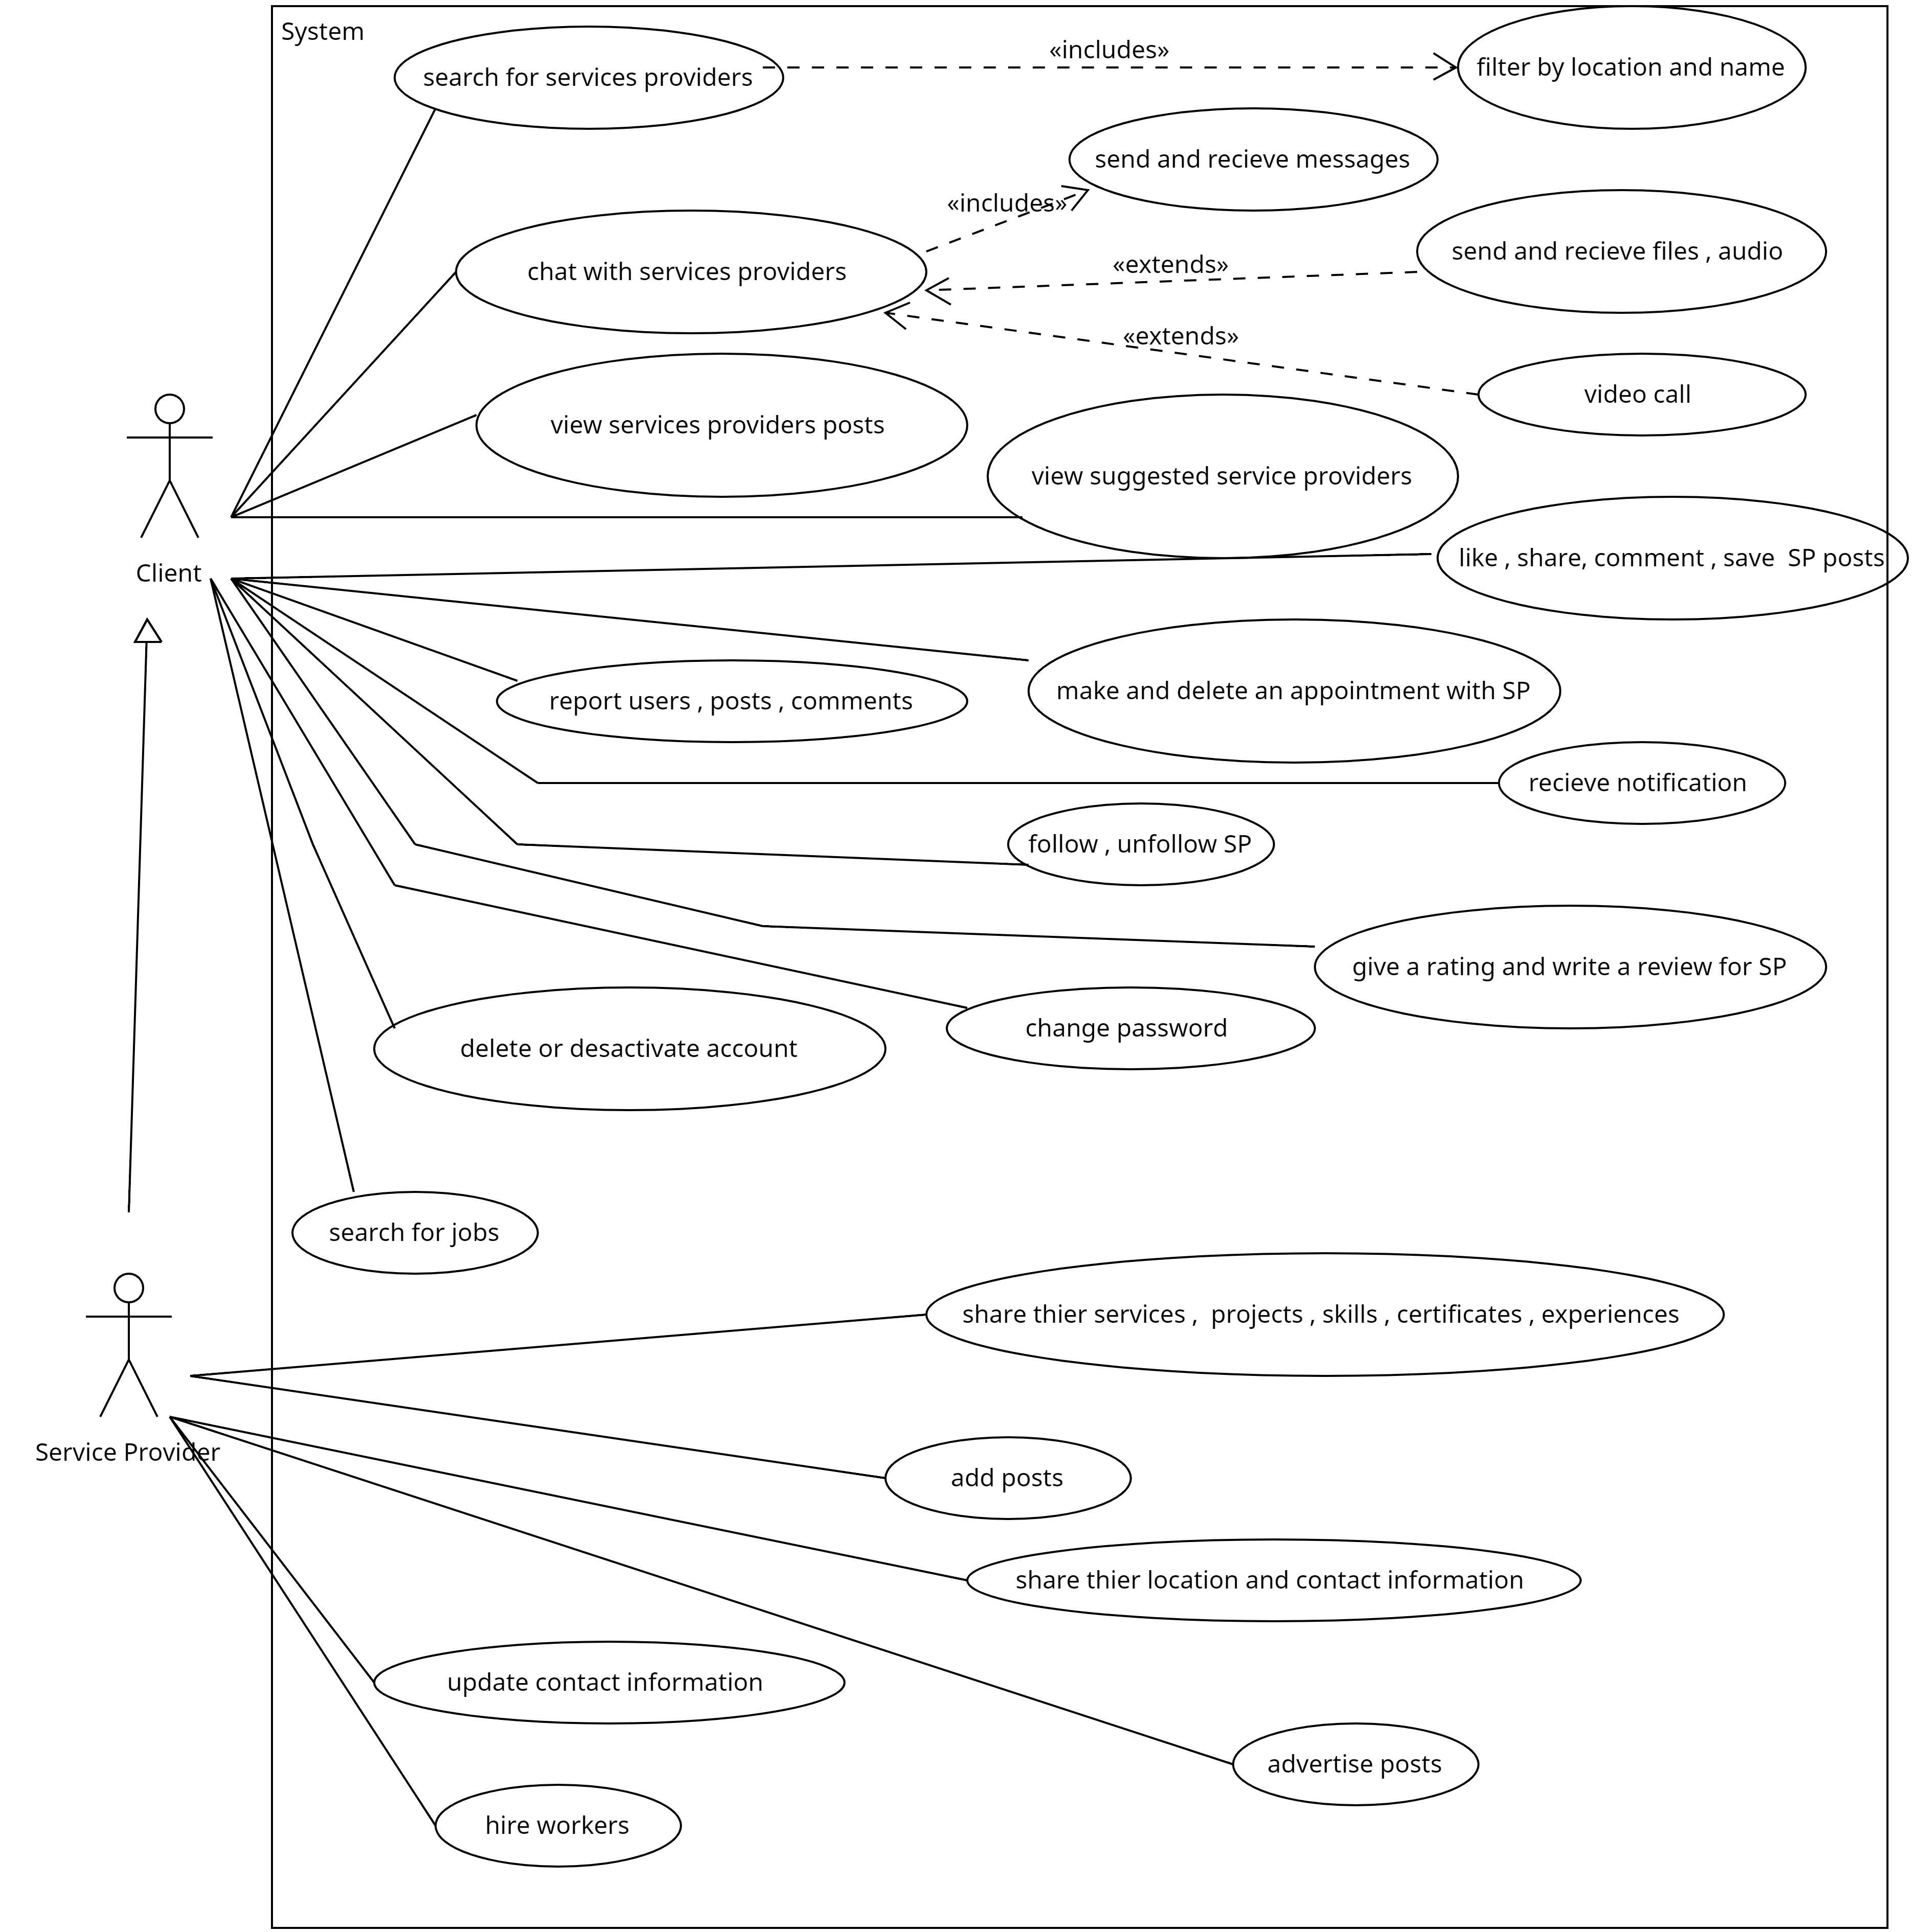 System
search for services providers
«includes»
filter by location and name
send and recieve messages
«includes»
send and recieve files , audio
chat with services providers
«extends»
«extends»
video call
view services providers posts
view suggested service providers
like , share, comment , save  SP posts
Client
report users , posts , comments
make and delete an appointment with SP
recieve notification
follow , unfollow SP
give a rating and write a review for SP
change password
delete or desactivate account
search for jobs
share thier services ,  projects , skills , certificates , experiences
Service Provider
add posts
share thier location and contact information
update contact information
advertise posts
hire workers